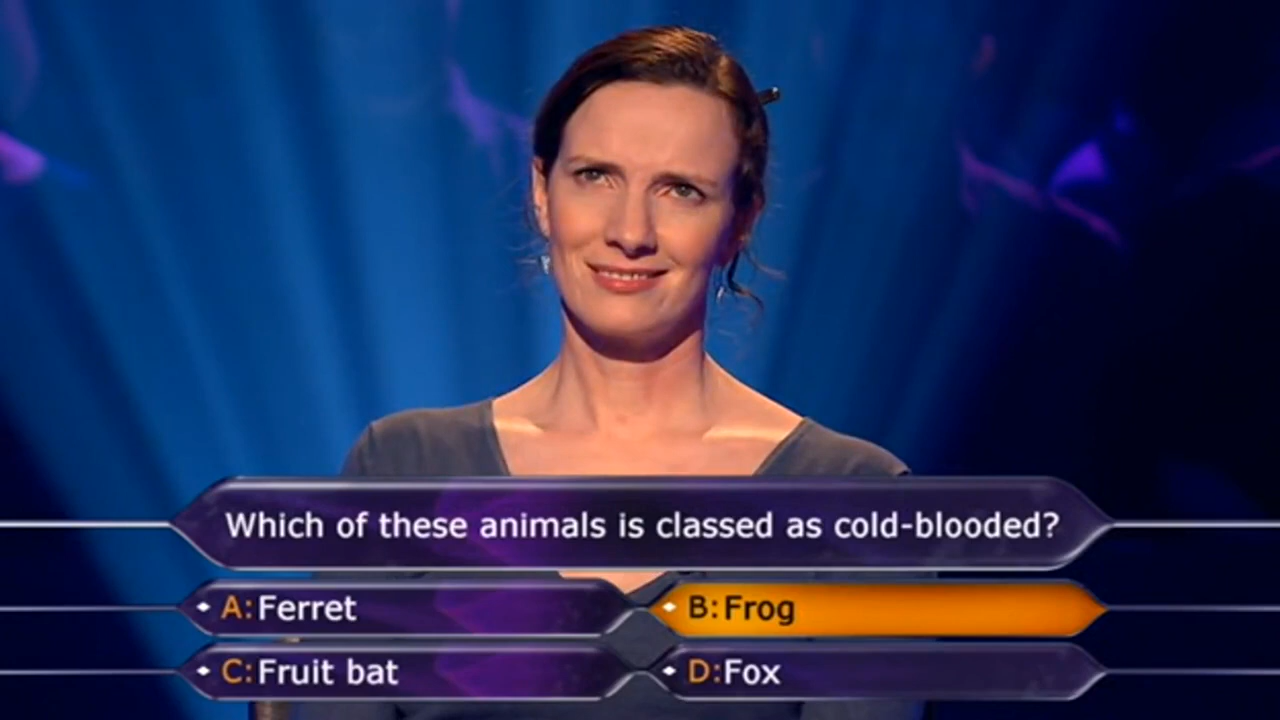 Which of these animals is classed as cold-blooded?
A: Ferret
B: Frog
C: Fruit bat
D: Fox